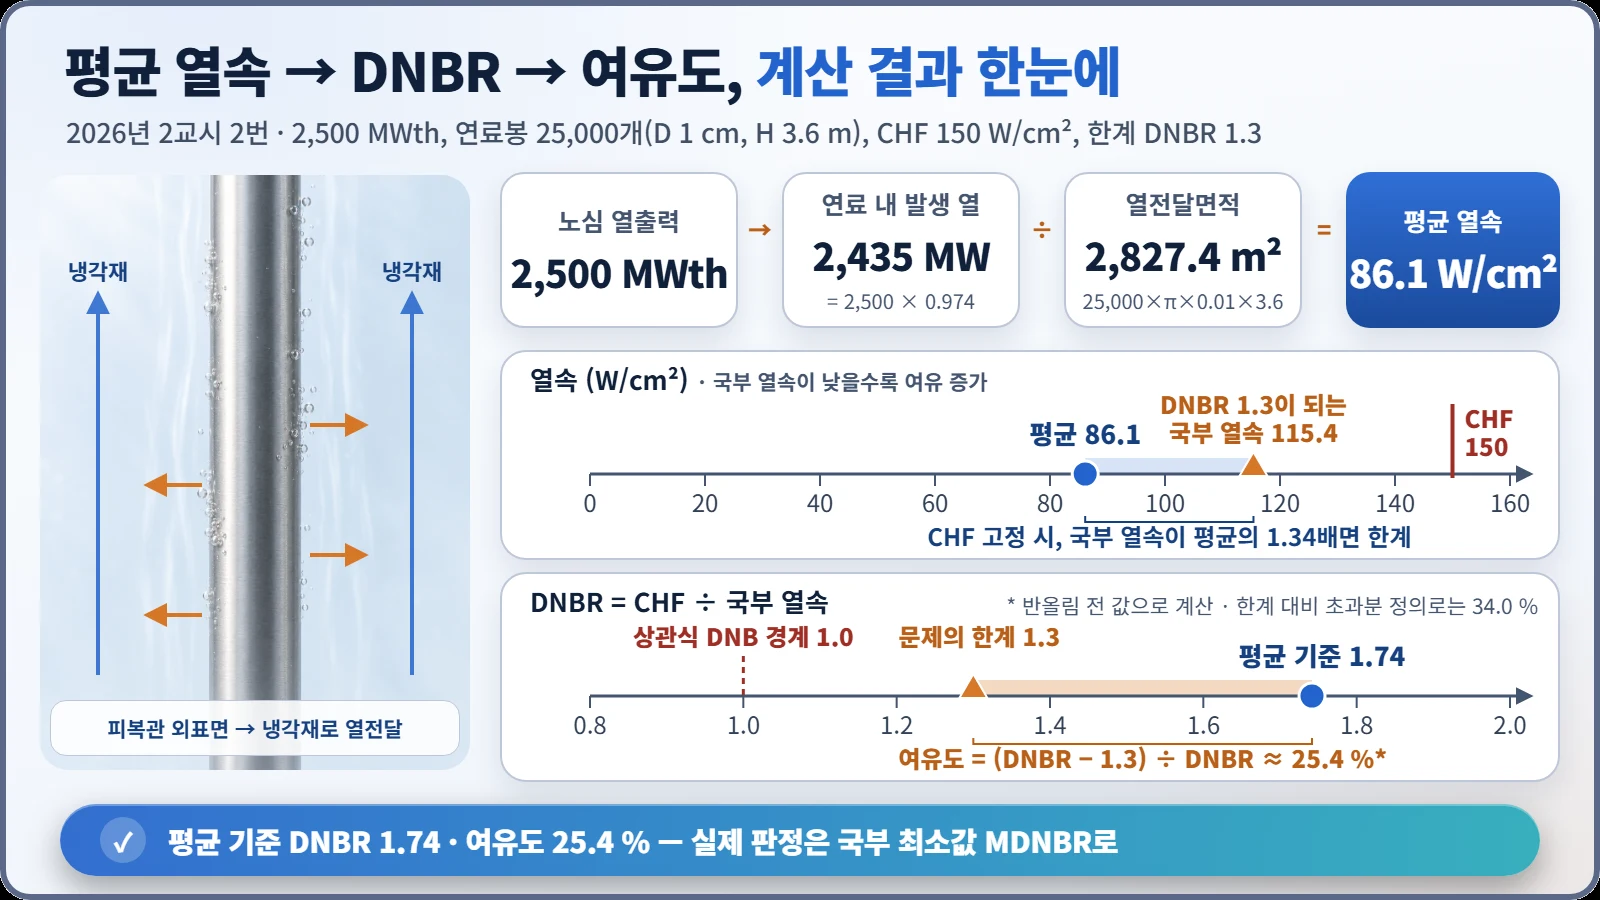 평균 열속 → DNBR → 여유도, 계산 결과 한눈에
2026년 2교시 2번 · 2,500 MWth, 연료봉 25,000개(D 1 cm, H 3.6 m), CHF 150 W/cm², 한계 DNBR 1.3
냉각재
냉각재
피복관 외표면 → 냉각재로 열전달
노심 열출력
2,500 MWth
→
연료 내 발생 열
2,435 MW
= 2,500 × 0.974
÷
열전달면적
2,827.4 m²
25,000×π×0.01×3.6
=
평균 열속
86.1 W/cm²
열속 (W/cm²) · 국부 열속이 낮을수록 여유 증가
평균 86.1
DNBR 1.3이 되는
국부 열속 115.4
CHF
150
0 20 40 60 80 100 120 140 160
CHF 고정 시, 국부 열속이 평균의 1.34배면 한계
DNBR = CHF ÷ 국부 열속
* 반올림 전 값으로 계산 · 한계 대비 초과분 정의로는 34.0 %
상관식 DNB 경계 1.0
문제의 한계 1.3
평균 기준 1.74
0.8 1.0 1.2 1.4 1.6 1.8 2.0
여유도 = (DNBR − 1.3) ÷ DNBR ≈ 25.4 %*
✓ 평균 기준 DNBR 1.74 · 여유도 25.4 % — 실제 판정은 국부 최소값 MDNBR로